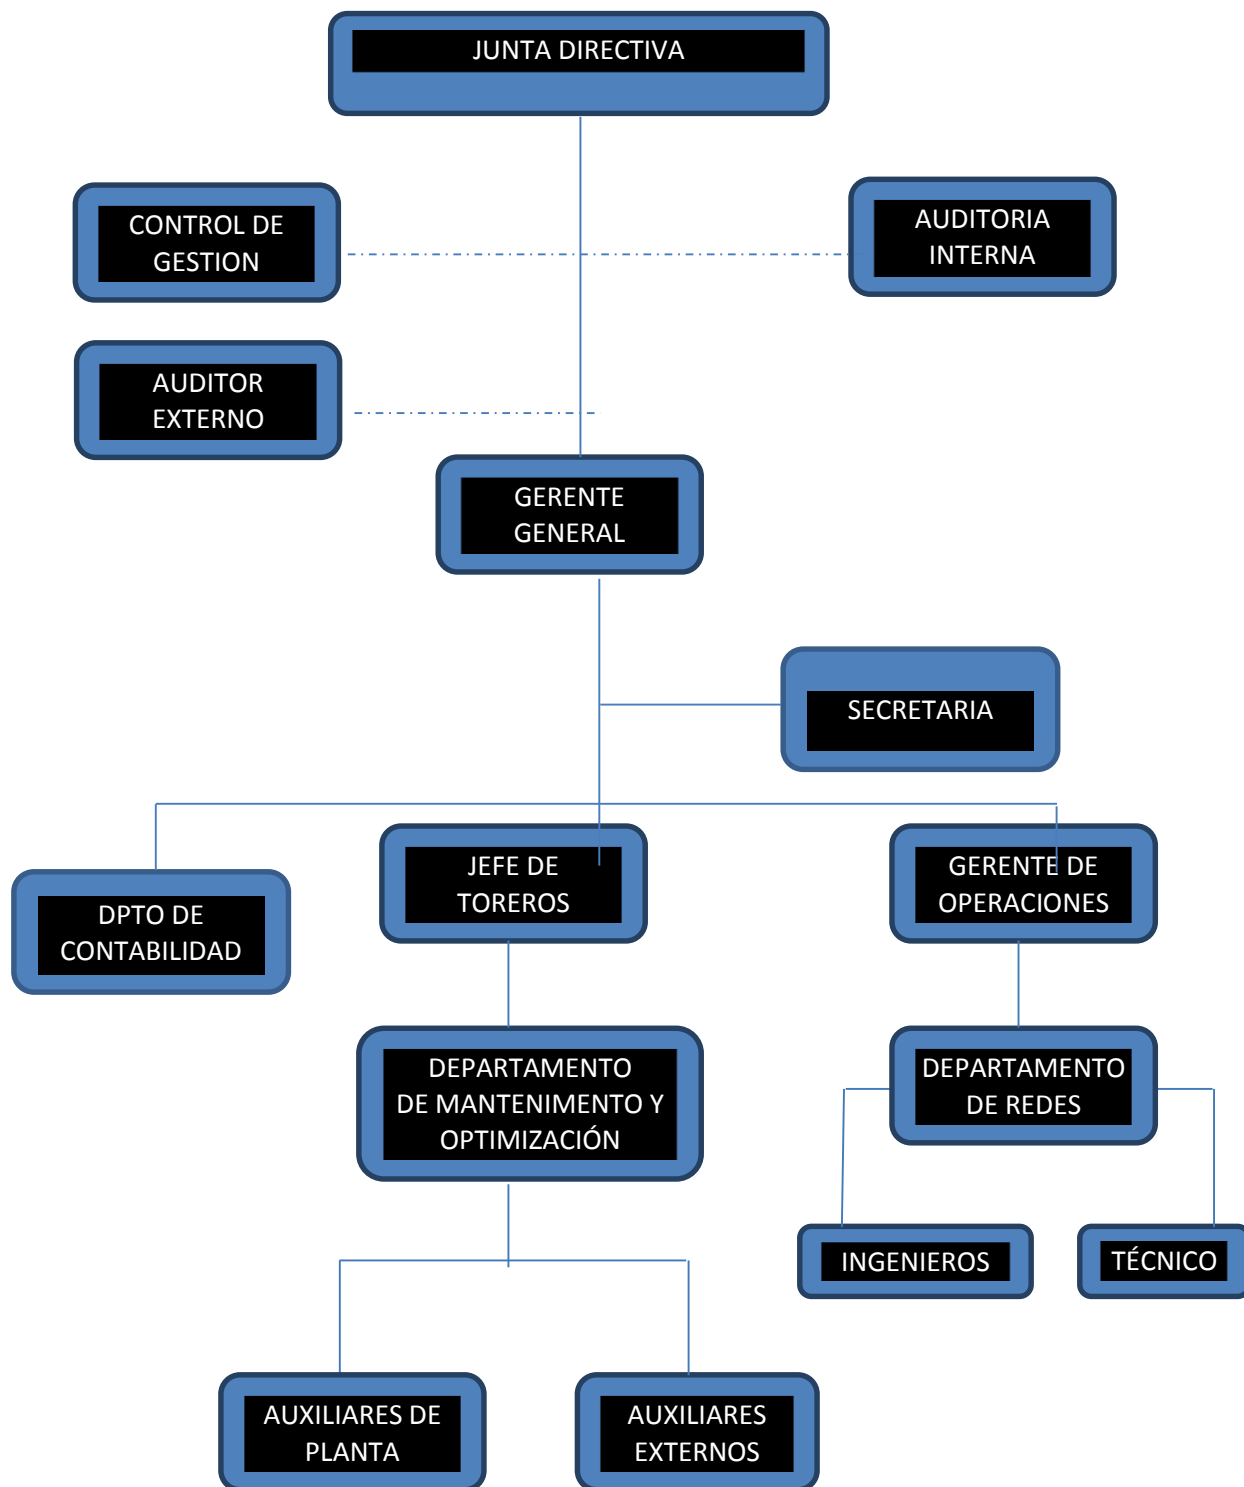 JUNTA DIRECTIVA
CONTROL DE
GESTION
AUDITORIA
INTERNA
AUDITOR
EXTERNO
GERENTE
GENERAL
SECRETARIA
DPTO DE
CONTABILIDAD
JEFE DE
TOREROS
GERENTE DE
OPERACIONES
DEPARTAMENTO
DE MANTENIMENTO Y
OPTIMIZACIÓN
DEPARTAMENTO
DE REDES
INGENIEROS
TÉCNICO
AUXILIARES DE
PLANTA
AUXILIARES
EXTERNOS